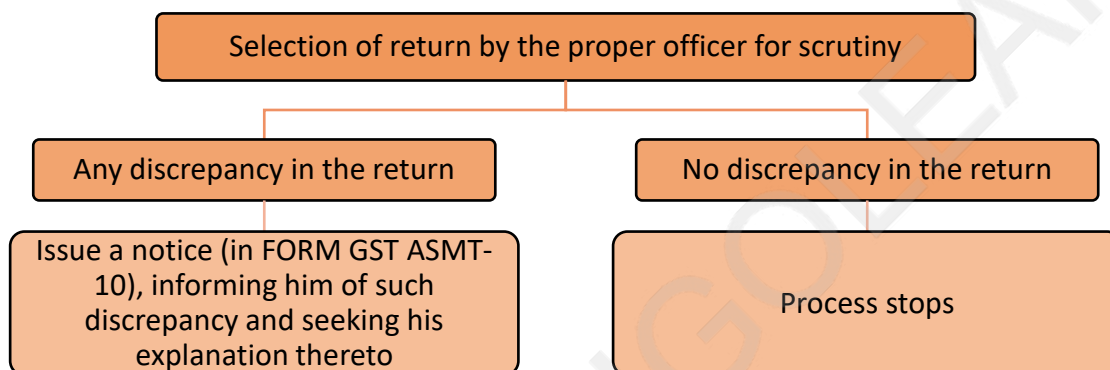 Selection of return by the proper officer for scrutiny
Any discrepancy in the return
No discrepancy in the return
Issue a notice (in FORM GST ASMT-
10), informing him of such
discrepancy and seeking his
explanation thereto
Process stops